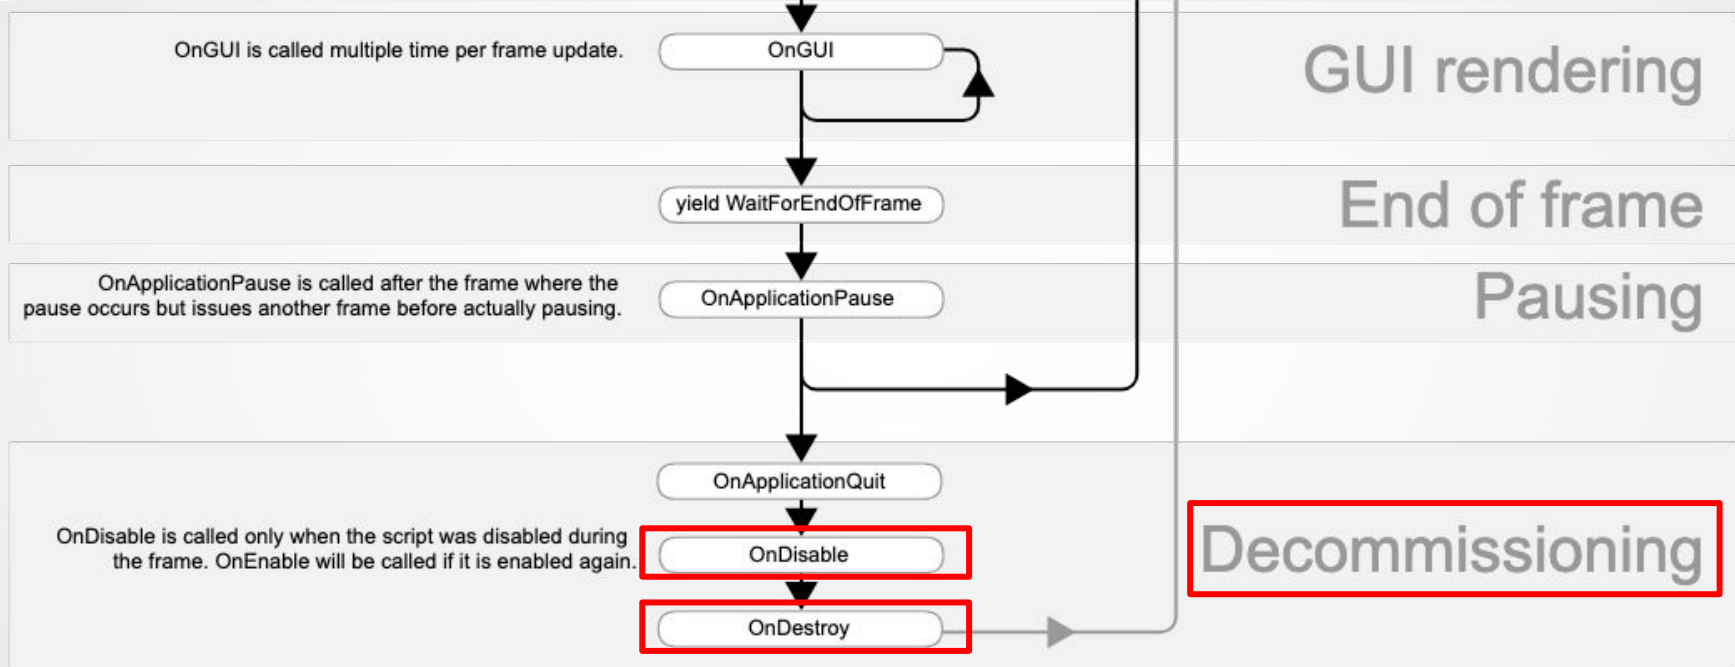 OnGUI is called multiple time per frame update.
OnGUI
GUI rendering
yield WaitForEndOfFrame
End of frame
OnApplicationPause is called after the frame where the
pause occurs but issues another frame before actually pausing.
OnApplicationPause
Pausing
OnApplicationQuit
OnDisable is called only when the script was disabled during
the frame. OnEnable will be called if it is enabled again.
OnDisable
Decommissioning
OnDestroy